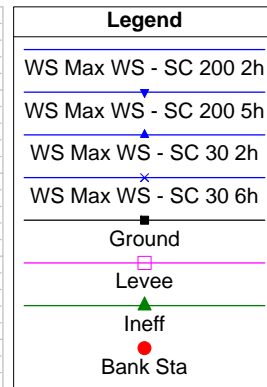 Legend
WS Max WS - SC 200 2h
WS Max WS - SC 200 5h
WS Max WS - SC 30 2h
WS Max WS - SC 30 6h
Ground
Levee
Ineff
Bank Sta